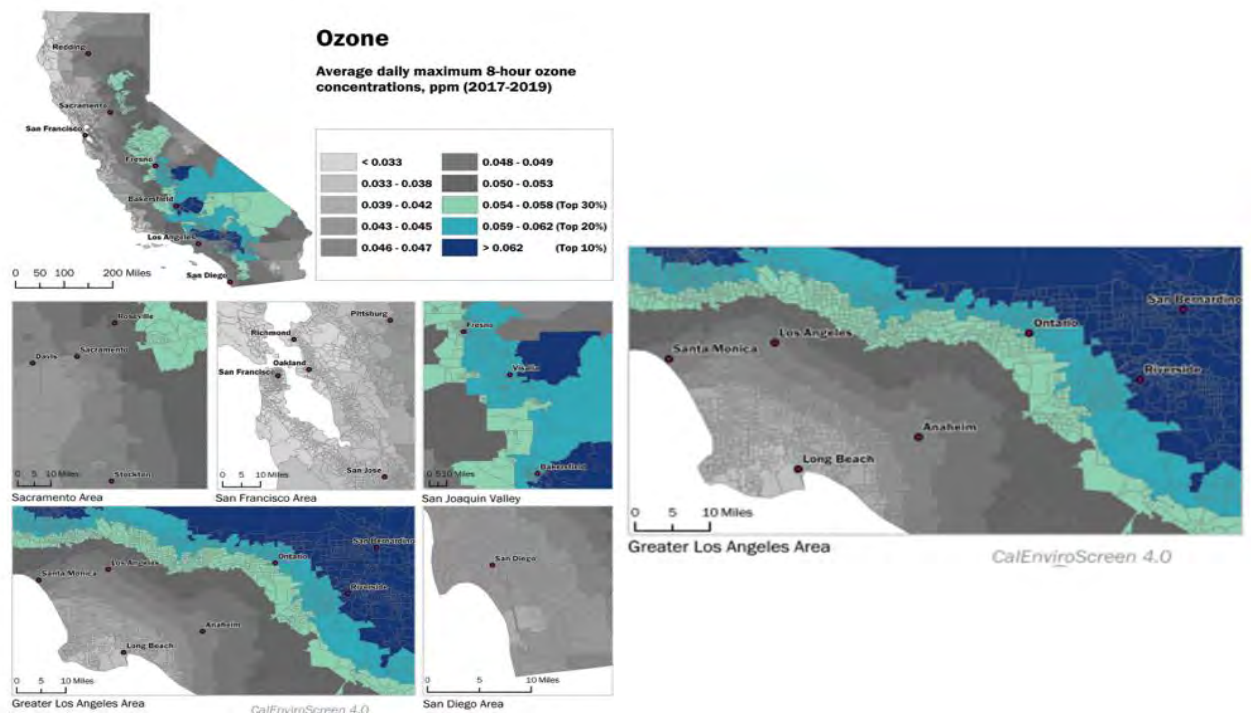 Ozone
Average daily maximum 8-hour ozone
concentrations, ppm (2017-2019)
Redding
Sacramento
San Francisco
Fresno
Bakersfield
Los Angeles
San Diego
0 50 100 200 Miles
< 0.033
0.033 - 0.038
0.039 - 0.042
0.043 - 0.045
0.046 - 0.047
0.048 - 0.049
0.050 - 0.053
0.054 - 0.058 (Top 30%)
0.059 - 0.062 (Top 20%)
> 0.062 (Top 10%)
Roseville
Davis
Sacramento
Stockton
0 5 10 Miles
Sacramento Area
Pittsburg
Richmond
Oakland
San Francisco
San Jose
0 5 10 Miles
San Francisco Area
Fresno
Visalia
Bakersfield
0 510 Miles
San Joaquin Valley
San Bernardino
Ontario
Los Angeles
Santa Monica
Riverside
Anaheim
Long Beach
0 5 10 Miles
Greater Los Angeles Area
CalEnviroScreen 4.0
San Diego
0 5 10 Miles
San Diego Area
San Bernardino
Ontario
Los Angeles
Santa Monica
Riverside
Anaheim
Long Beach
0 5 10 Miles
Greater Los Angeles Area
CalEnviroScreen 4.0